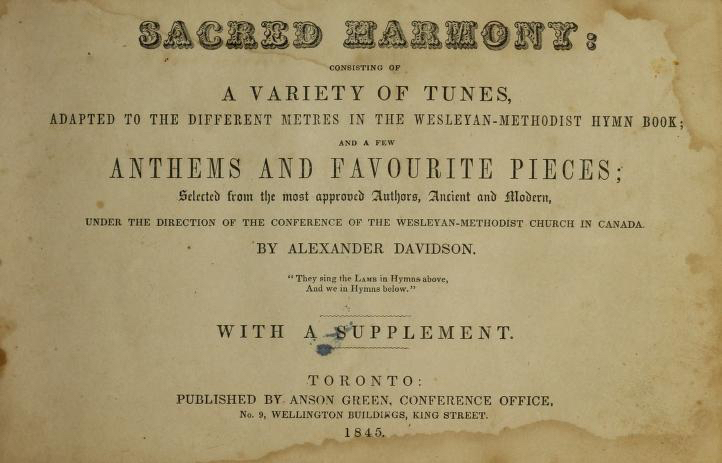 SACRED HARMONY:
CONSISTING OF
A VARIETY OF TUNES,
ADAPTED TO THE DIFFERENT METRES IN THE WESLEYAN-METHODIST HYMN BOOK;
AND A FEW
ANTHEMS AND FAVOURITE PIECES;
Selected from the most approved Authors, Ancient and Modern,
UNDER THE DIRECTION OF THE CONFERENCE OF THE WESLEYAN-METHODIST CHURCH IN CANADA.
BY ALEXANDER DAVIDSON.
"They sing the LAMB in Hymns above,
And we in Hymns below."
WITH A SUPPLEMENT.
TORONTO:
PUBLISHED BY ANSON GREEN, CONFERENCE OFFICE,
No. 9, WELLINGTON BUILDINGS, KING STREET.
1845.